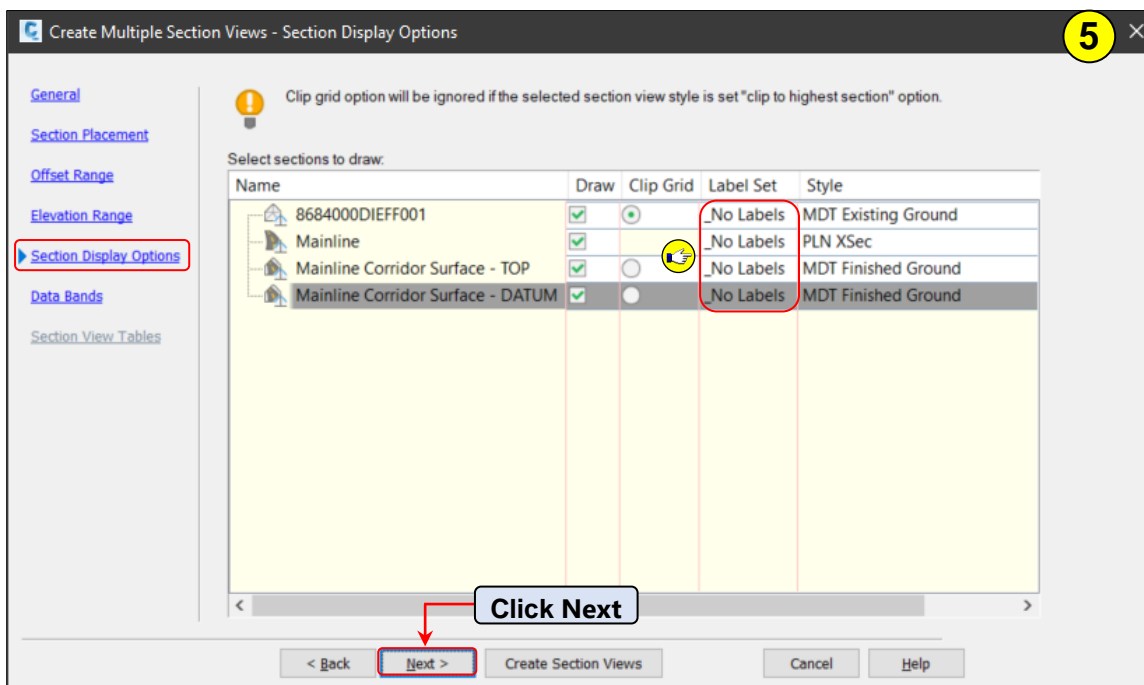 Create Multiple Section Views - Section Display Options
5
General
Section Placement
Offset Range
Elevation Range
Section Display Options
Data Bands
Section View Tables
Clip grid option will be ignored if the selected section view style is set "clip to highest section" option.
Select sections to draw:
Name Draw Clip Grid Label Set Style
8684000DIEFF001 _No Labels MDT Existing Ground
Mainline _No Labels PLN XSec
Mainline Corridor Surface - TOP _No Labels MDT Finished Ground
Mainline Corridor Surface - DATUM _No Labels MDT Finished Ground
Click Next
< Back Next > Create Section Views Cancel Help